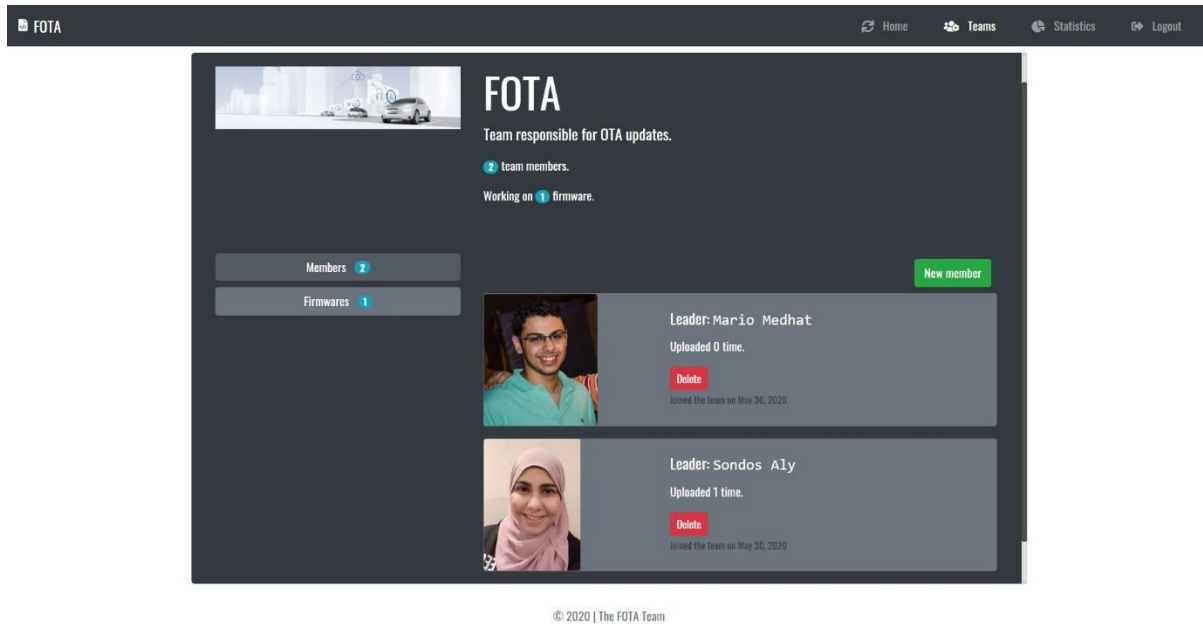 FOTA
Home
Teams
Statistics
Logout
FOTA
Team responsible for OTA updates.
2 team members.
Working on 1 firmware.
Members 2
Firmwares 1
New member
Leader: Mario Medhat
Uploaded 0 time.
Delete
Joined the team on May 30, 2020
Leader: Sondos Aly
Uploaded 1 time.
Delete
Joined the team on May 30, 2020
© 2020 | The FOTA Team